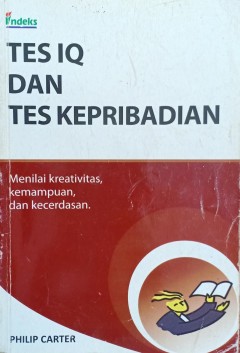 indeks
TES IQ
DAN
TES KEPRIBADIAN
Menilai kreativitas,
kemampuan,
dan kecerdasan.
PHILIP CARTER